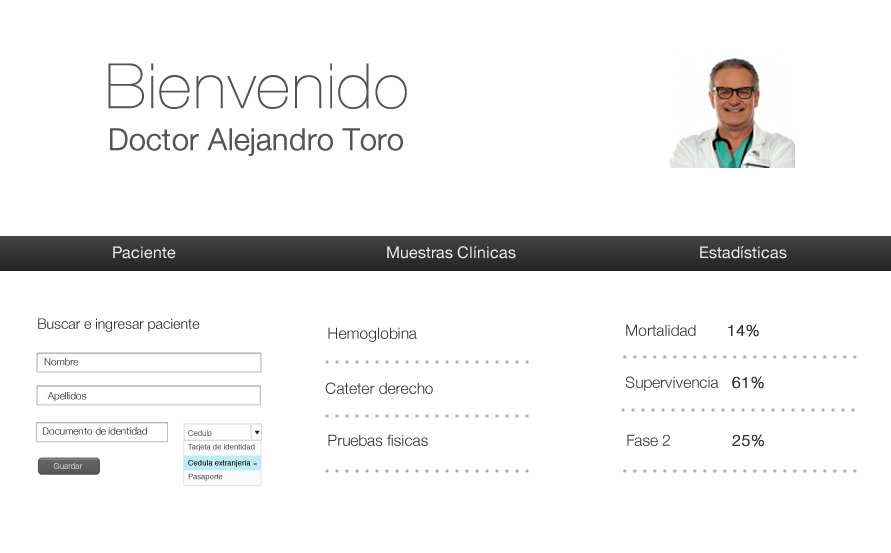 Bienvenido
Doctor Alejandro Toro
Paciente
Muestras Clínicas
Estadísticas
Buscar e ingresar paciente
Nombre
Apellidos
Documento de identidad
Cedula
Tarjeta de identidad
Cedula extranjeria
Pasaporte
Guardar
Hemoglobina
Cateter derecho
Pruebas fisicas
Mortalidad 14%
Supervivencia 61%
Fase 2 25%